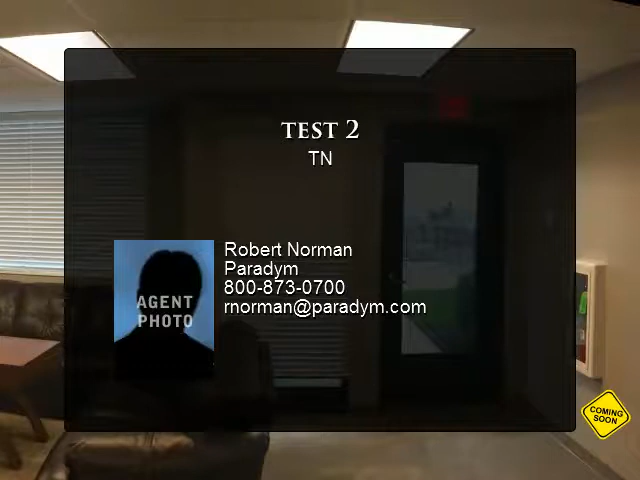 TEST 2
TN
Robert Norman
Paradym
800-873-0700
rnorman@paradym.com
AGENT
PHOTO
COMING
SOON